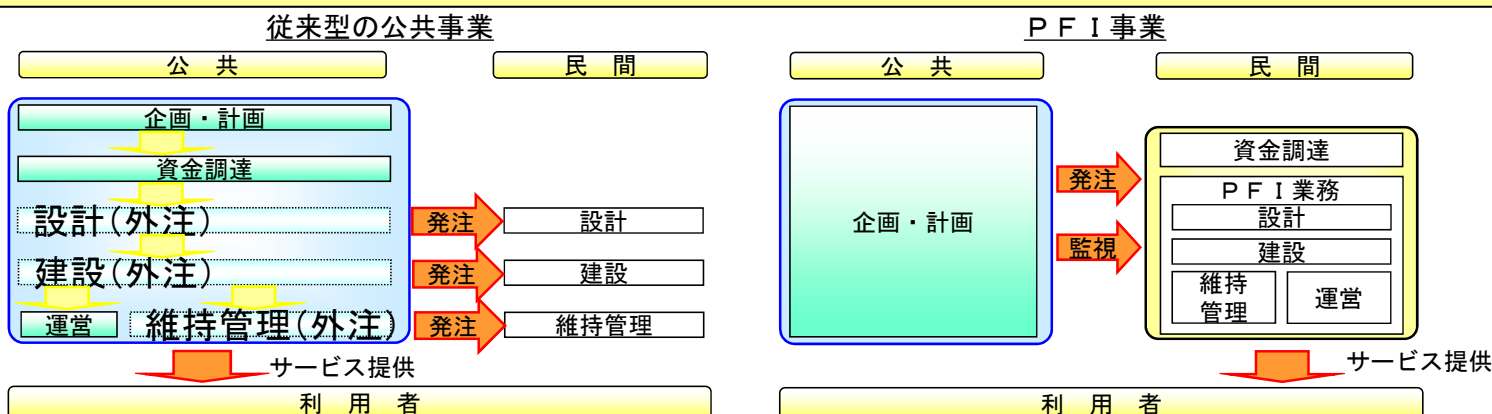 従来型の公共事業
公 共
民 間
企画・計画
資金調達
設計(外注)
発注
設計
建設(外注)
発注
建設
運営
維持管理(外注)
発注
維持管理
サービス提供
利 用 者
ＰＦＩ事業
公 共
民 間
企画・計画
発注
監視
資金調達
ＰＦＩ業務
設計
建設
維持
管理
運営
サービス提供
利 用 者